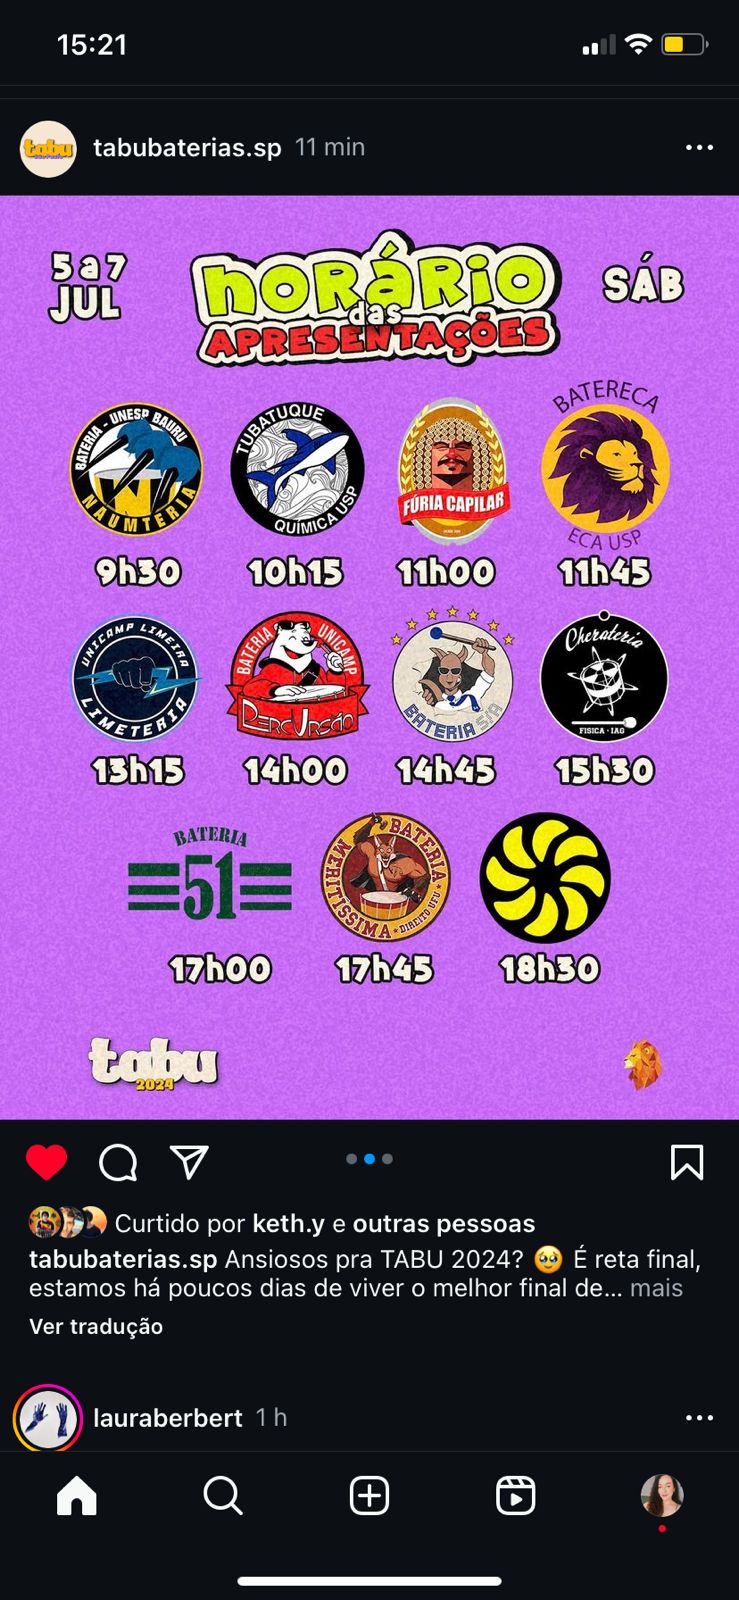 15:21
tabu
tabubaterias.sp 11 min
5 a 7
JUL
HORÁRIO
das
APRESENTAÇÕES
SÁB
BATERIA - UNESP BAURU
NAUMTERIA
9h30
TUBATUQUE
QUÍMICA USP
10h15
FÚRIA CAPILAR
11h00
BATERECA
ECA USP
11h45
UNICAMP LIMEIRA
LIMETERIA
13h15
BATERIA UNICAMP
PERCURSÃO
14h00
BATERIA S/A
14h45
Cherateria
FISICA - IAG
15h30
BATERIA
51
17h00
BATERIA
MERITÍSSIMA
DIREITO UFU
17h45
18h30
tabu
2024
Curtido por keth.y e outras pessoas
tabubaterias.sp Ansiosos pra TABU 2024? 🥹 É reta final,
estamos há poucos dias de viver o melhor final de... mais
Ver tradução
lauraberbert 1 h